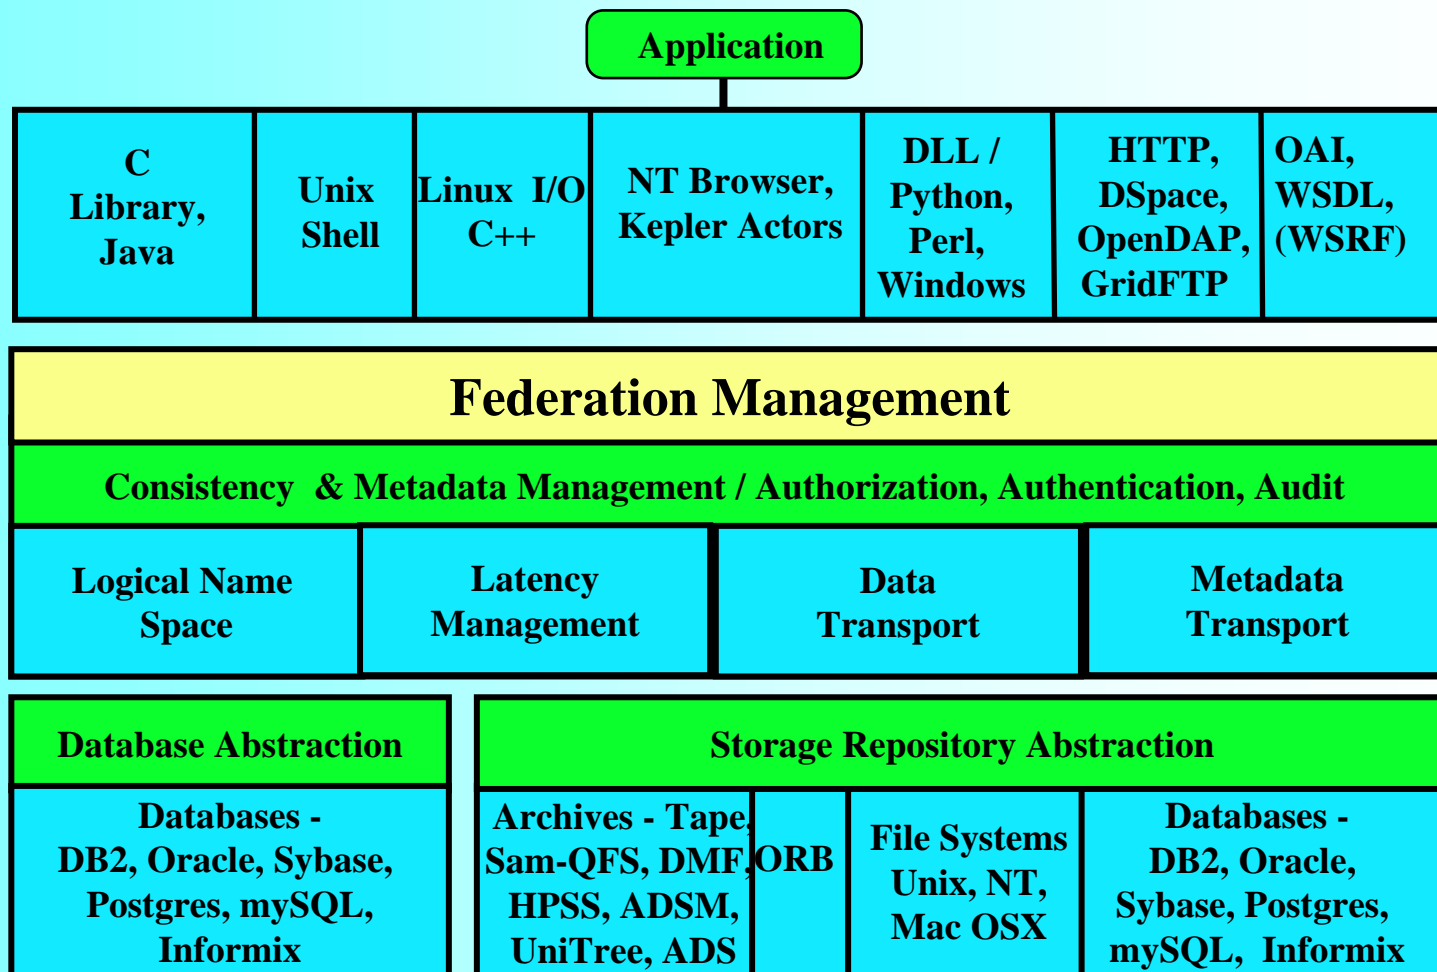 Application
C
Library,
Java
Unix
Shell
Linux I/O
C++
NT Browser,
Kepler Actors
DLL /
Python,
Perl,
Windows
HTTP,
DSpace,
OpenDAP,
GridFTP
OAI,
WSDL,
(WSRF)
Federation Management
Consistency & Metadata Management / Authorization, Authentication, Audit
Logical Name
Space
Latency
Management
Data
Transport
Metadata
Transport
Database Abstraction
Storage Repository Abstraction
Databases -
DB2, Oracle, Sybase,
Postgres, mySQL,
Informix
Archives - Tape,
Sam-QFS, DMF,
HPSS, ADSM,
UniTree, ADS
ORB
File Systems
Unix, NT,
Mac OSX
Databases -
DB2, Oracle,
Sybase, Postgres,
mySQL, Informix